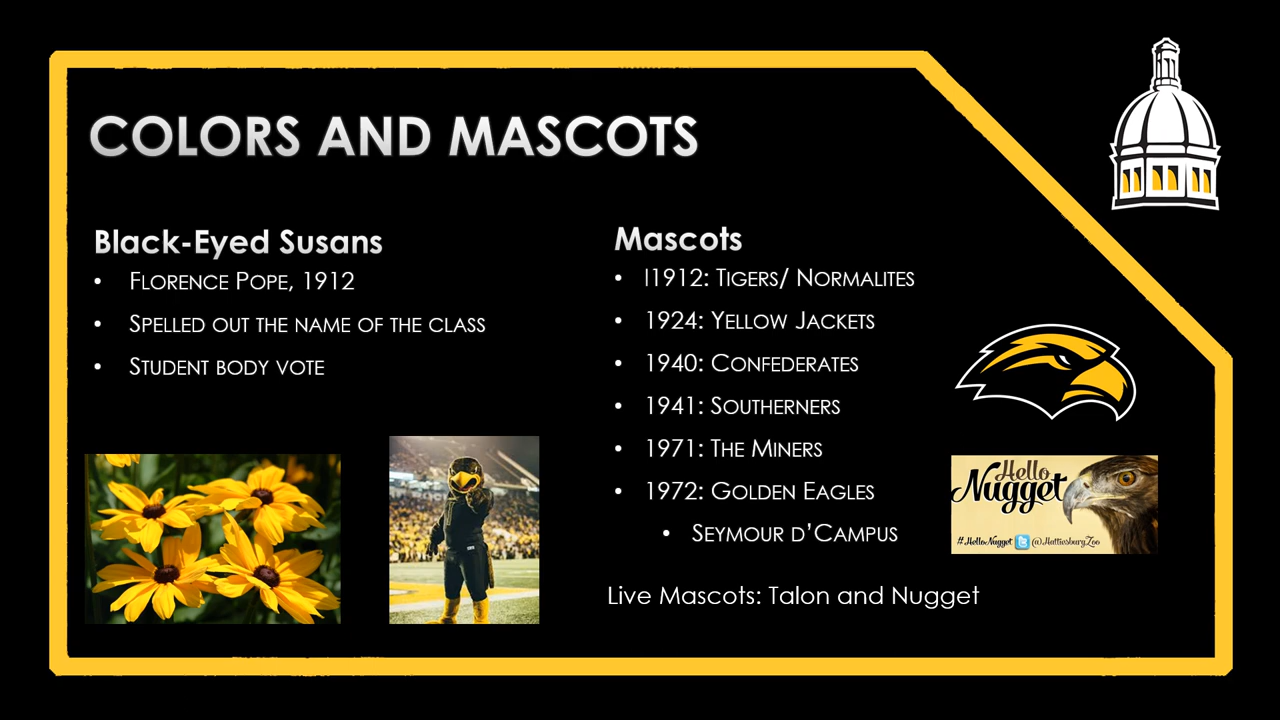 COLORS AND MASCOTS
Black-Eyed Susans
• FLORENCE POPE, 1912
• SPELLED OUT THE NAME OF THE CLASS
• STUDENT BODY VOTE
Mascots
• l1912: TIGERS/ NORMALITES
• 1924: YELLOW JACKETS
• 1940: CONFEDERATES
• 1941: SOUTHERNERS
• 1971: THE MINERS
• 1972: GOLDEN EAGLES
• SEYMOUR D’CAMPUS
Hello
Nugget
#HelloNugget @HattiesburgZoo
Live Mascots: Talon and Nugget